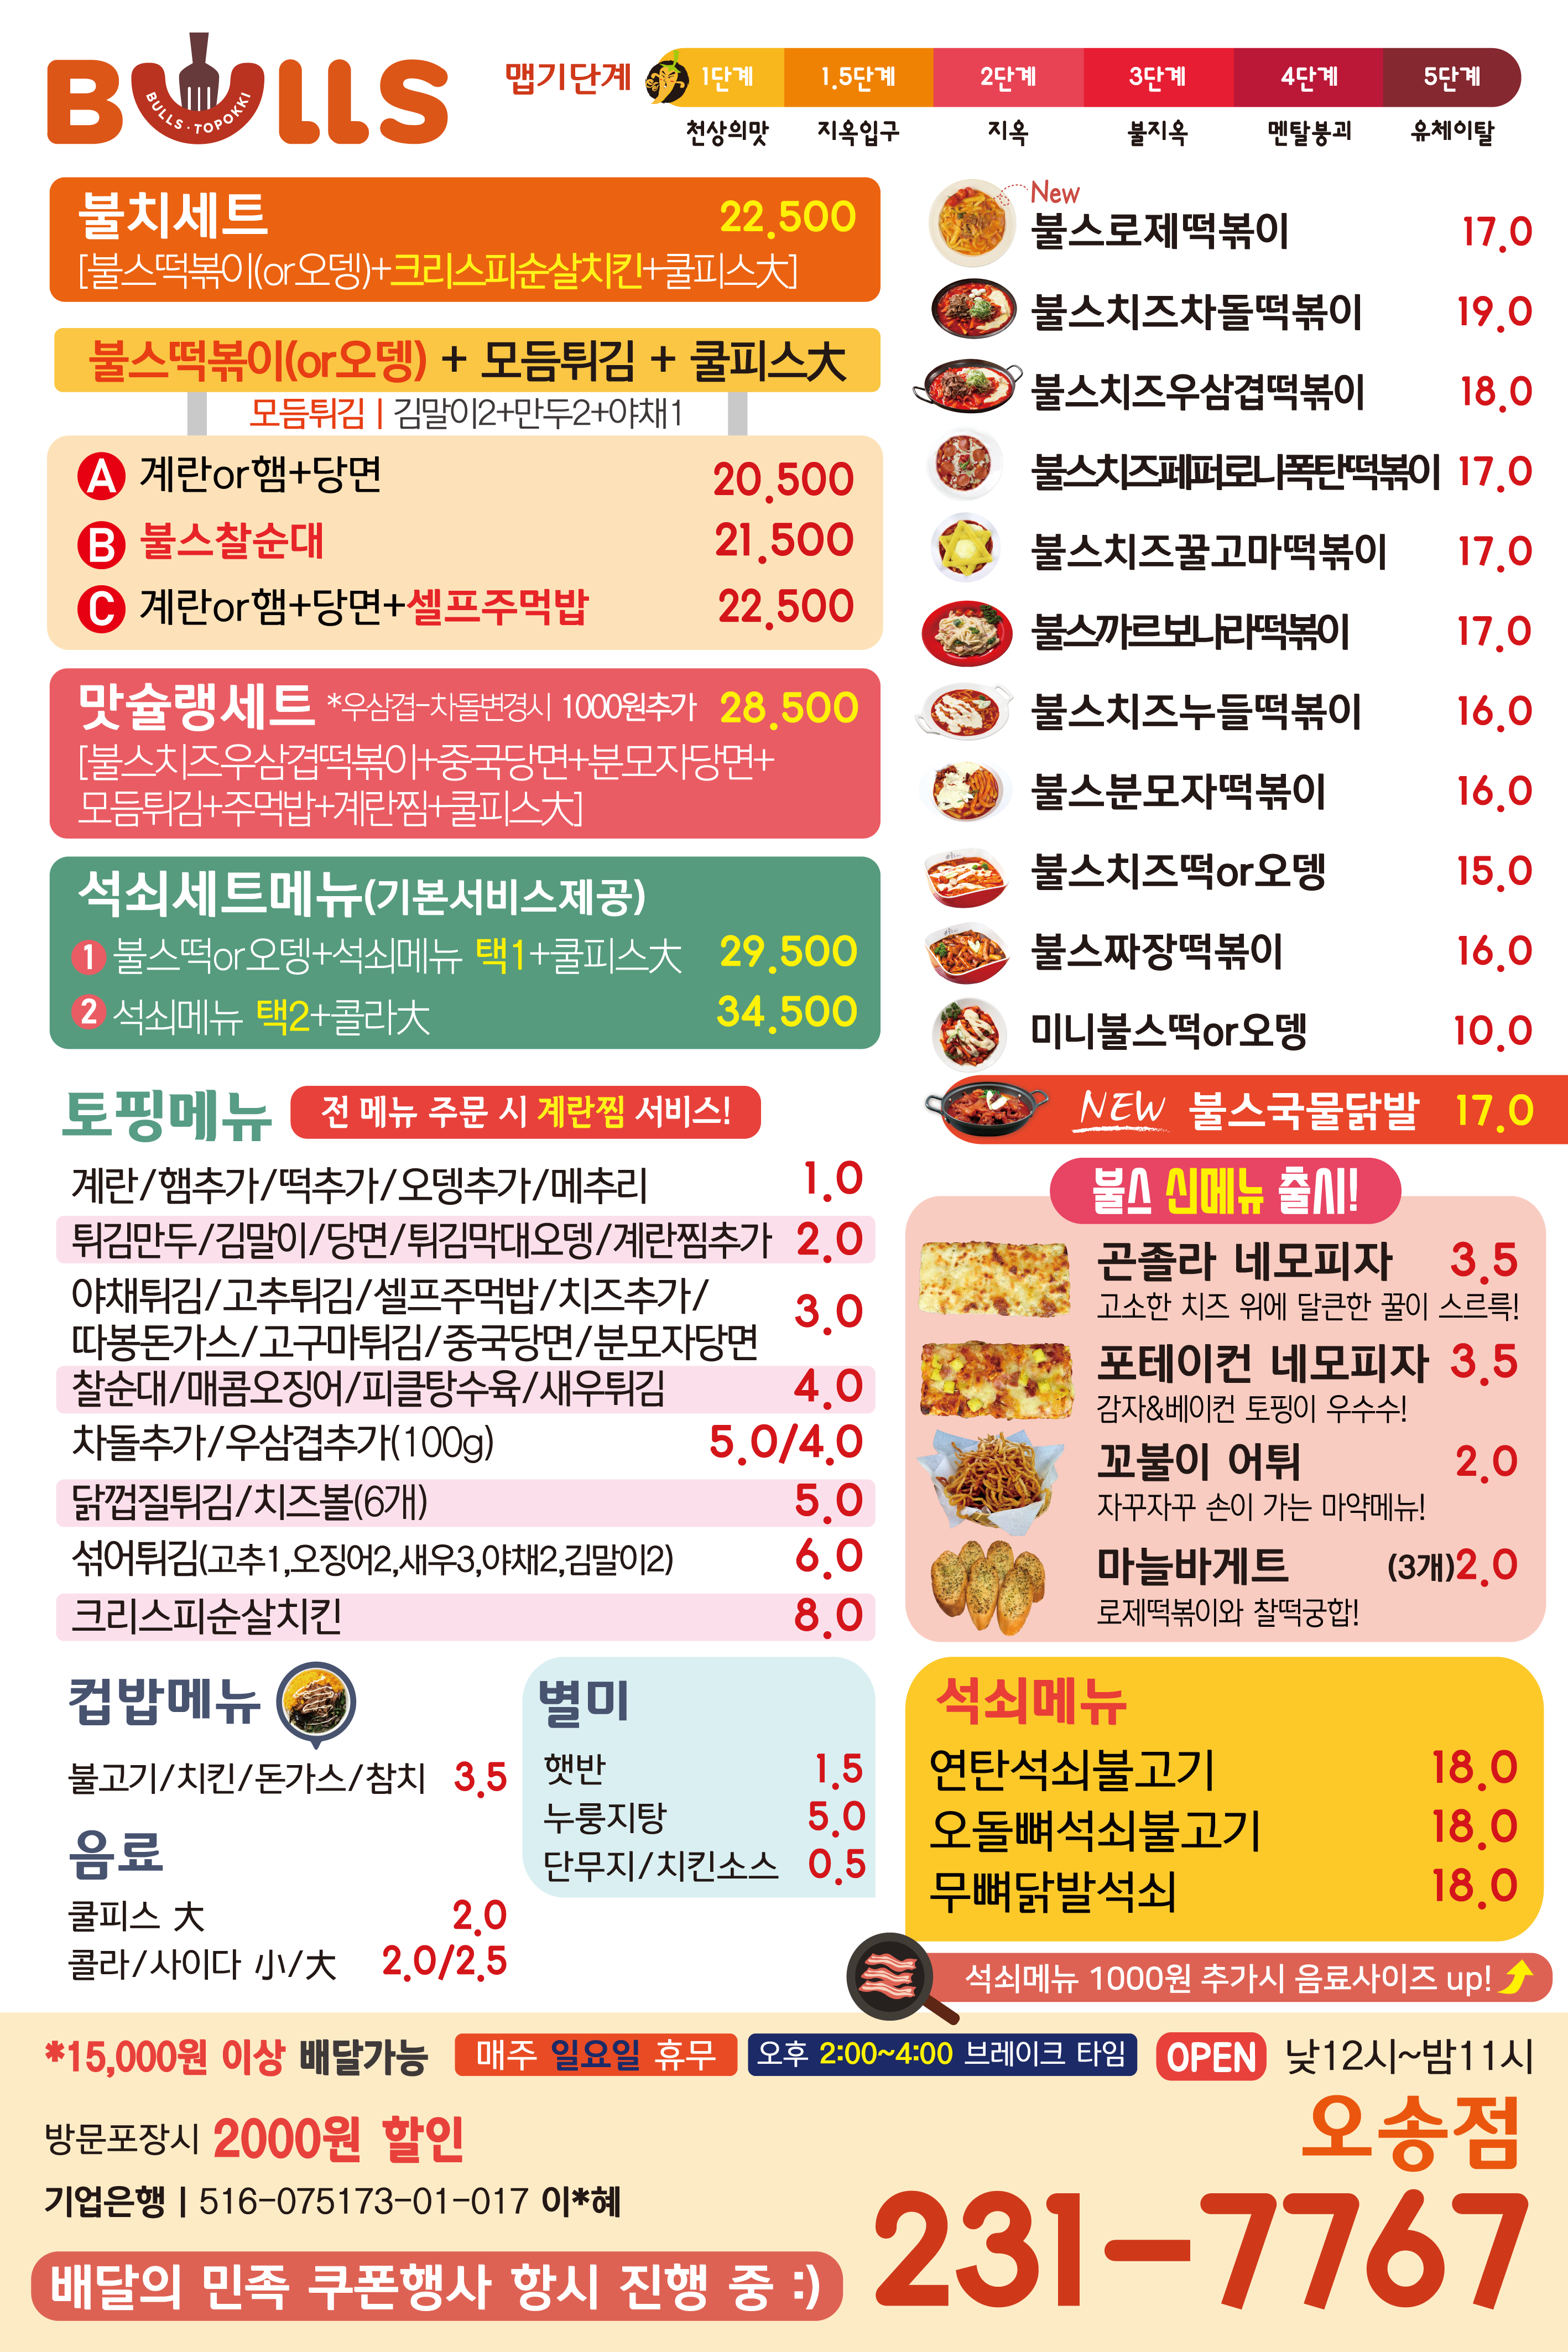 BULLS
BULLS·TOPOKKI
맵기단계
1단계 1.5단계 2단계 3단계 4단계 5단계
천상의맛 지옥입구 지옥 불지옥 멘탈붕괴 유체이탈
불치세트 22.500
[불스떡볶이(or오뎅)+크리스피순살치킨+쿨피스大]
불스떡볶이(or오뎅) + 모듬튀김 + 쿨피스大
모듬튀김 | 김말이2+만두2+야채1
A 계란or햄+당면 20.500
B 불스찰순대 21.500
C 계란or햄+당면+셀프주먹밥 22.500
맛슐랭세트 *우삼겹-차돌변경시 1000원추가 28.500
[불스치즈우삼겹떡볶이+중국당면+분모자당면+
모듬튀김+주먹밥+계란찜+쿨피스大]
석쇠세트메뉴(기본서비스제공)
1 불스떡or오뎅+석쇠메뉴 택1+쿨피스大 29.500
2 석쇠메뉴 택2+콜라大 34.500
New
불스로제떡볶이 17.0
불스치즈차돌떡볶이 19.0
불스치즈우삼겹떡볶이 18.0
불스치즈페퍼로니폭탄떡볶이 17.0
불스치즈꿀고마떡볶이 17.0
불스까르보나라떡볶이 17.0
불스치즈누들떡볶이 16.0
불스분모자떡볶이 16.0
불스치즈떡or오뎅 15.0
불스짜장떡볶이 16.0
미니불스떡or오뎅 10.0
NEW 불스국물닭발 17.0
토핑메뉴 전 메뉴 주문 시 계란찜 서비스!
계란/햄추가/떡추가/오뎅추가/메추리 1.0
튀김만두/김말이/당면/튀김막대오뎅/계란찜추가 2.0
야채튀김/고추튀김/셀프주먹밥/치즈추가/
따봉돈가스/고구마튀김/중국당면/분모자당면 3.0
찰순대/매콤오징어/피클탕수육/새우튀김 4.0
차돌추가/우삼겹추가(100g) 5.0/4.0
닭껍질튀김/치즈볼(6개) 5.0
섞어튀김(고추1,오징어2,새우3,야채2,김말이2) 6.0
크리스피순살치킨 8.0
불스 신메뉴 출시!
곤졸라 네모피자 3.5
고소한 치즈 위에 달큰한 꿀이 스르륵!
포테이컨 네모피자 3.5
감자&베이컨 토핑이 우수수!
꼬불이 어튀 2.0
자꾸자꾸 손이 가는 마약메뉴!
마늘바게트 (3개)2.0
로제떡볶이와 찰떡궁합!
컵밥메뉴
불고기/치킨/돈가스/참치 3.5
음료
쿨피스 大 2.0
콜라/사이다 小/大 2.0/2.5
별미
햇반 1.5
누룽지탕 5.0
단무지/치킨소스 0.5
석쇠메뉴
연탄석쇠불고기 18.0
오돌뼈석쇠불고기 18.0
무뼈닭발석쇠 18.0
석쇠메뉴 1000원 추가시 음료사이즈 up!
*15,000원 이상 배달가능 매주 일요일 휴무 오후 2:00~4:00 브레이크 타임 OPEN 낮12시~밤11시
방문포장시 2000원 할인
기업은행 | 516-075173-01-017 이*혜
배달의 민족 쿠폰행사 항시 진행 중 :)
오송점
231-7767